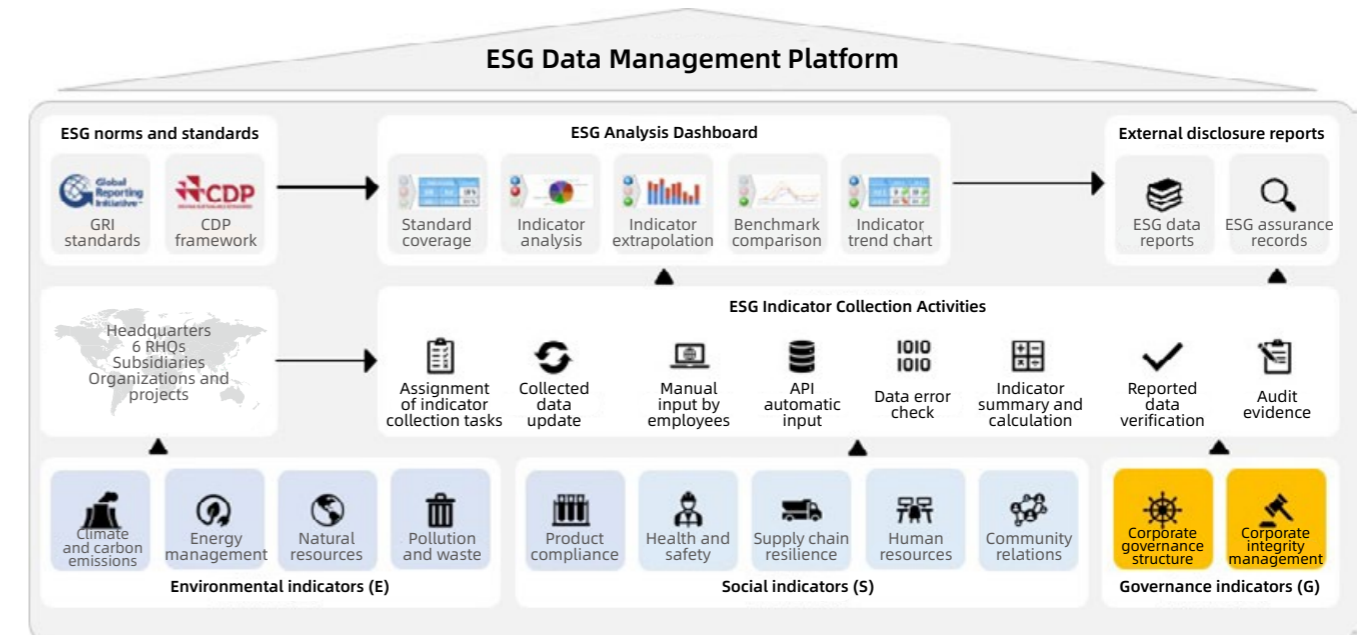 ESG Data Management Platform
ESG norms and standards
Global
Reporting
Initiative™
GRI
standards
CDP
CDP
framework
ESG Analysis Dashboard
Standard
coverage
Indicator
analysis
Indicator
extrapolation
Benchmark
comparison
Indicator
trend chart
External disclosure reports
ESG data
reports
ESG assurance
records
Headquarters
6 RHQs
Subsidiaries
Organizations and
projects
ESG Indicator Collection Activities
Assignment
of indicator
collection tasks
Collected
data
update
Manual
input by
employees
API
automatic
input
1010
1010
Data error
check
Indicator
summary and
calculation
Reported
data
verification
Audit
evidence
Climate
and carbon
emissions
Energy
management
Natural
resources
Pollution
and waste
Environmental indicators (E)
Product
compliance
Health and
safety
Supply chain
resilience
Human
resources
Community
relations
Social indicators (S)
Corporate
governance
structure
Corporate
integrity
management
Governance indicators (G)